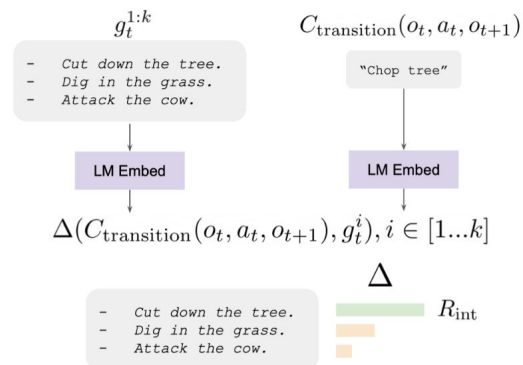 g_t^{1:k}
C_transition(o_t, a_t, o_{t+1})
- Cut down the tree.
- Dig in the grass.
- Attack the cow.
“Chop tree”
LM Embed
LM Embed
Δ(C_transition(o_t, a_t, o_{t+1}), g_t^i), i ∈ [1...k]
Δ
- Cut down the tree.
R_int
- Dig in the grass.
- Attack the cow.